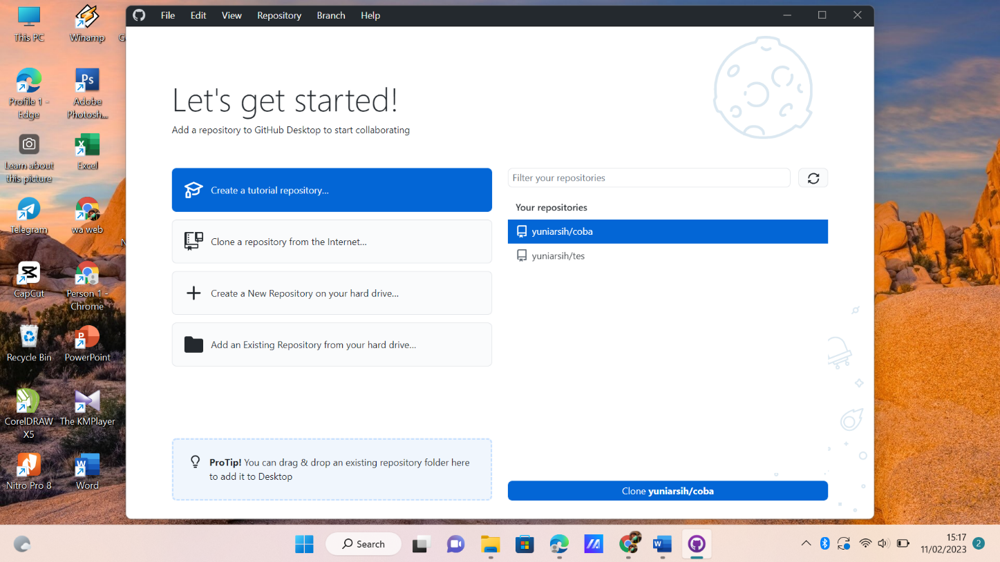 This PC
Winamp
G
Profile 1 -
Edge
Adobe
Photosh...
Learn about
this picture
Excel
Telegram
wa web
N
CapCut
Person 1 -
Chrome
Recycle Bin
PowerPoint
CorelDRAW
X5
The KMPlayer
Nitro Pro 8
Word
File Edit View Repository Branch Help
Let's get started!
Add a repository to GitHub Desktop to start collaborating
Create a tutorial repository...
Clone a repository from the Internet...
Create a New Repository on your hard drive...
Add an Existing Repository from your hard drive...
ProTip! You can drag & drop an existing repository folder here
to add it to Desktop
Filter your repositories
Your repositories
yuniarsih/coba
yuniarsih/tes
Clone yuniarsih/coba
Search
15:17
11/02/2023
2